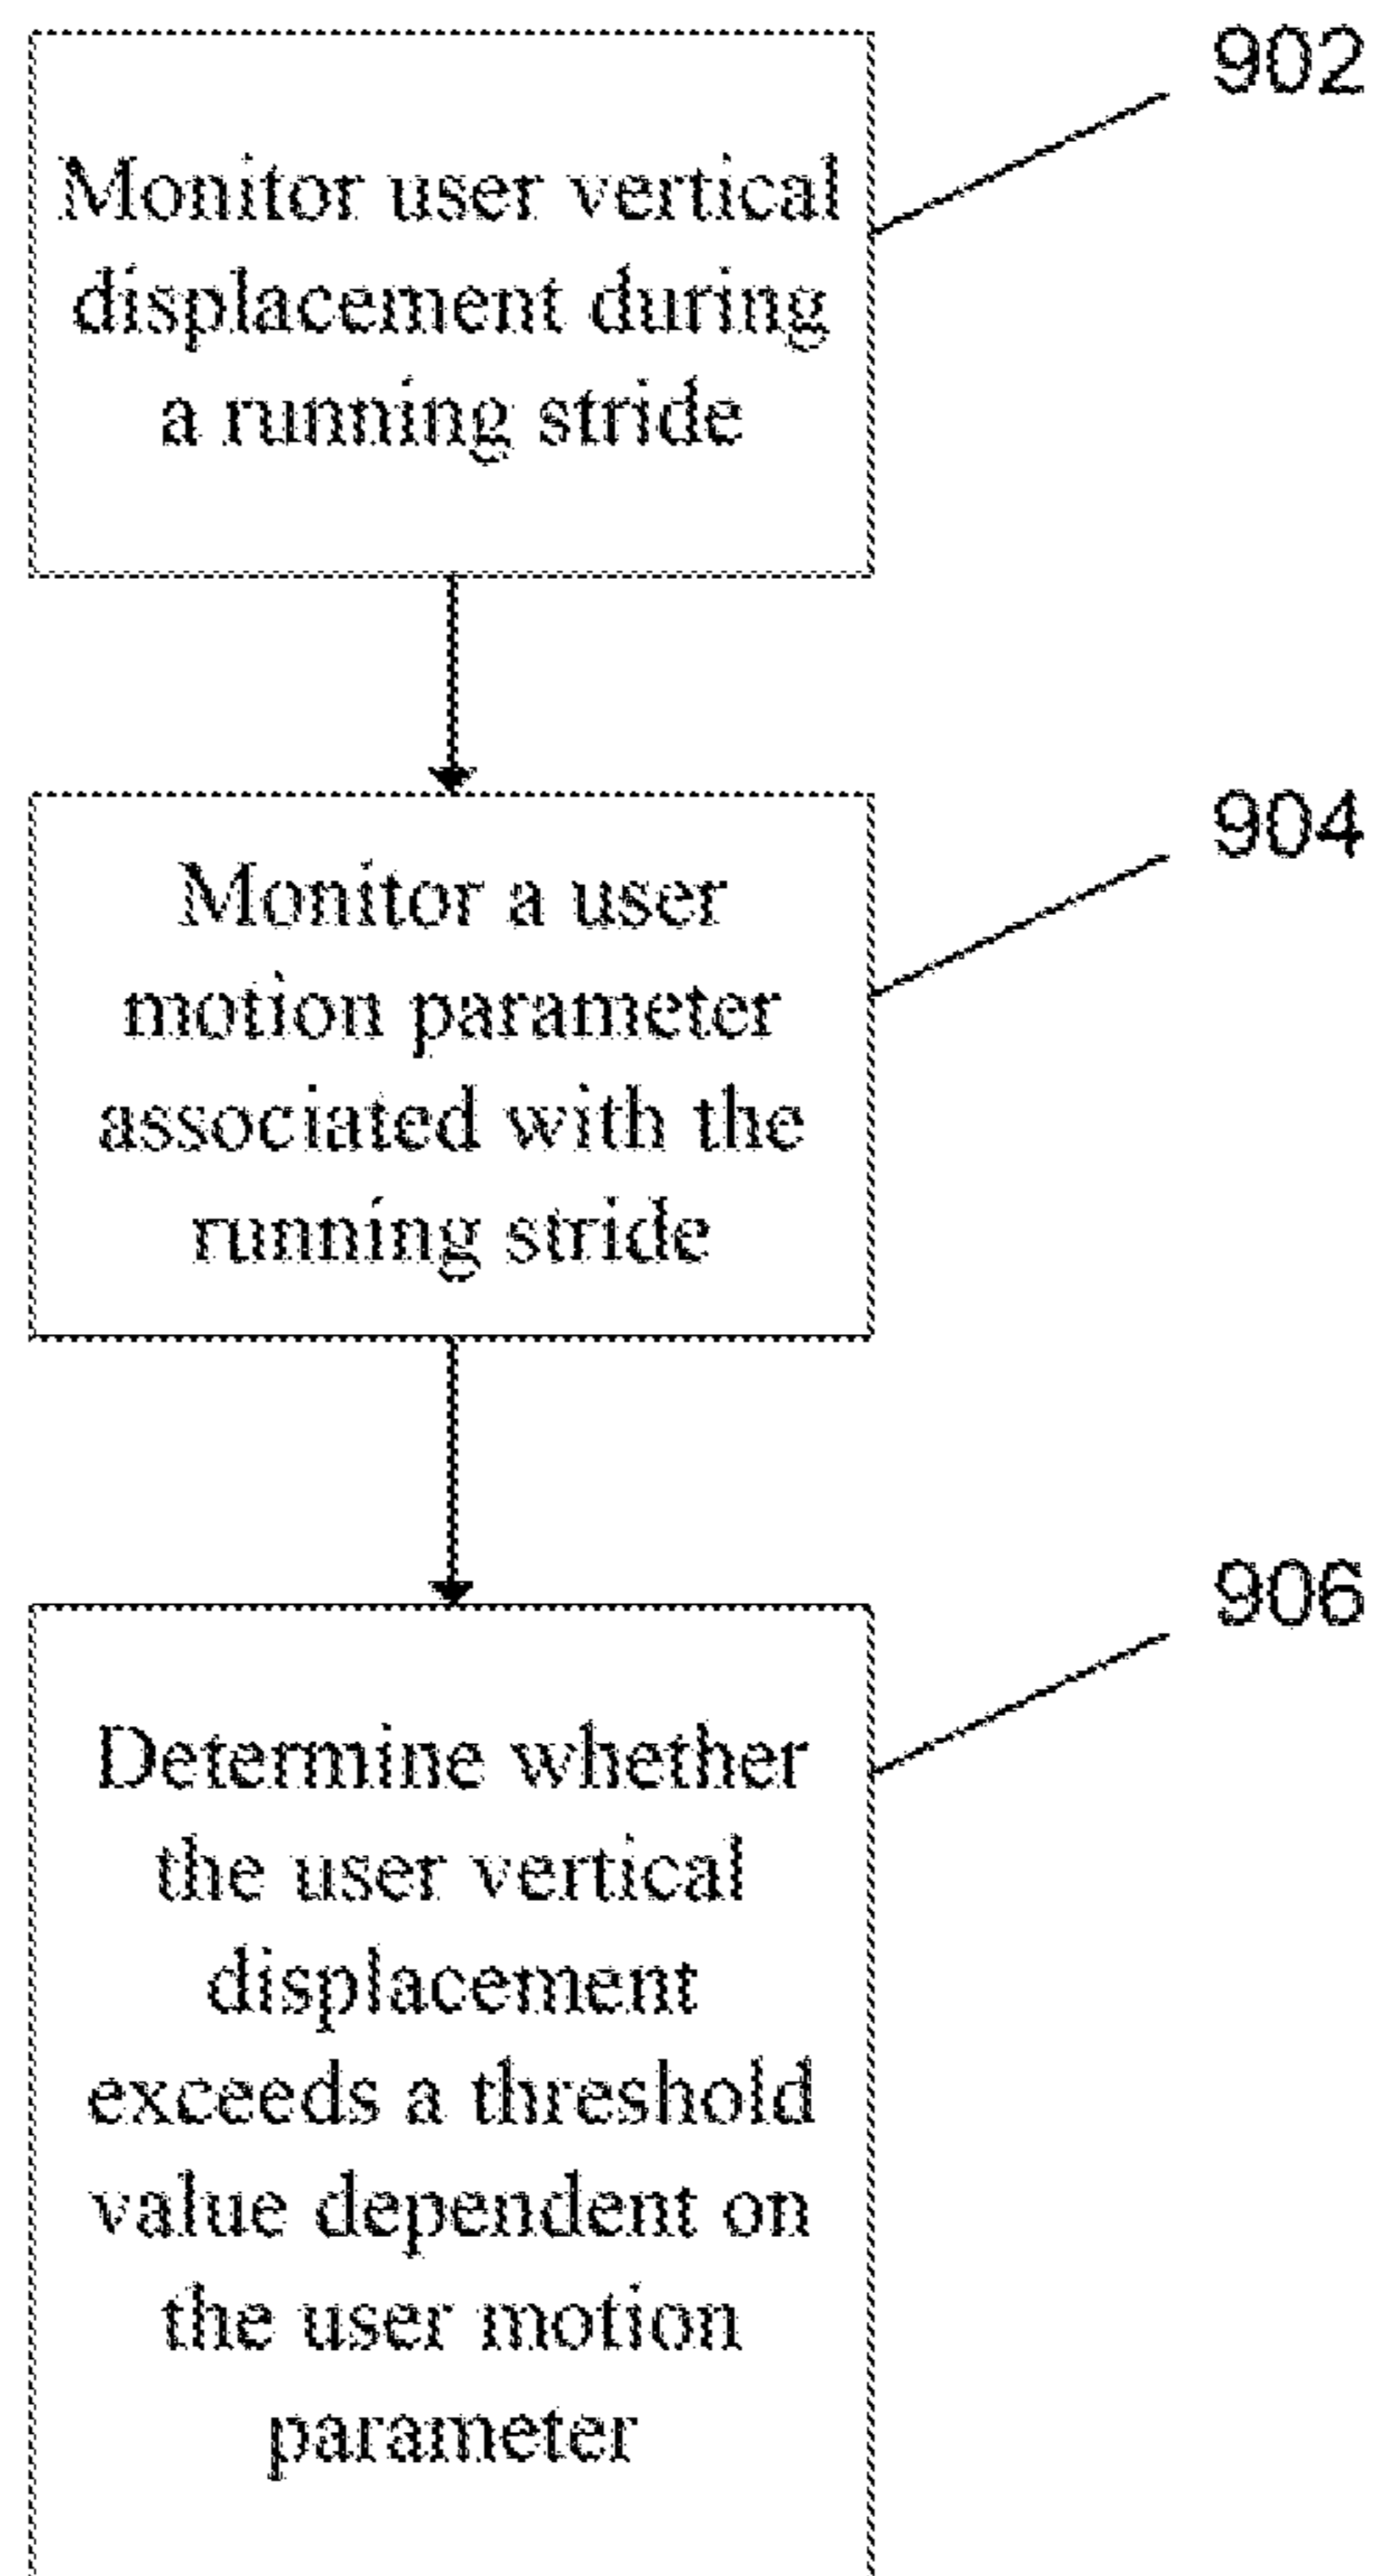 902
Monitor user vertical
displacement during
a running stride
904
Monitor a user
motion parameter
associated with the
running stride
906
Determine whether
the user vertical
displacement
exceeds a threshold
value dependent on
the user motion
parameter